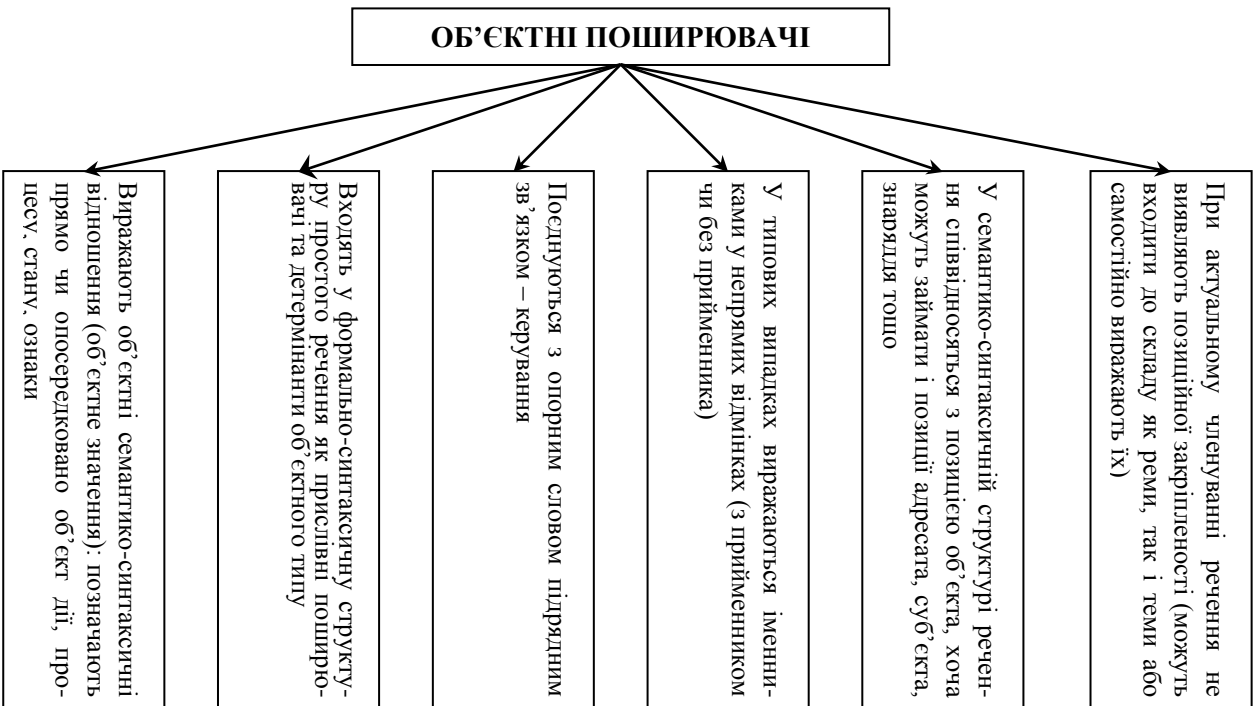 ОБ’ЄКТНІ ПОШИРЮВАЧІ
Виражають об’єктні семантико-синтаксичні
відношення (об’єктне значення): позначають
прямо чи опосередковано об’єкт дії, про-
цесу, стану, ознаки
Входять у формально-синтаксичну структу-
ру простого речення як прислівні поширю-
вачі та детермінанти об’єктного типу
Поєднуються з опорним словом підрядним
зв’язком – керування
У типових випадках виражаються іменни-
ками у непрямих відмінках (з прийменником
чи без прийменника)
У семантико-синтаксичній структурі речен-
ня співвідносяться з позицією об’єкта, хоча
можуть займати і позиції адресата, суб’єкта,
знаряддя тощо
При актуальному членуванні речення не
виявляють позиційної закріпленості (можуть
входити до складу як реми, так і теми або
самостійно виражають їх)